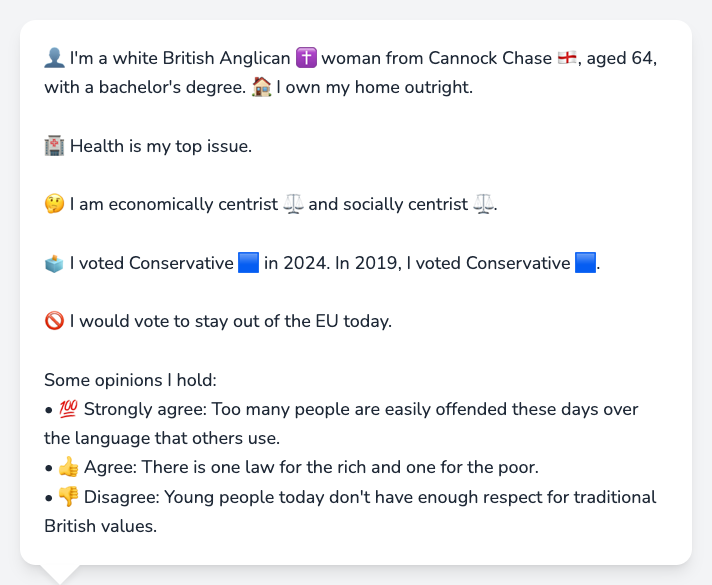 👤 I'm a white British Anglican ✝️ woman from Cannock Chase 🏴󠁧󠁢󠁥󠁮󠁧󠁿, aged 64,
with a bachelor's degree. 🏠 I own my home outright.
🏥 Health is my top issue.
🤔 I am economically centrist ⚖️ and socially centrist ⚖️.
🗳️ I voted Conservative 🟦 in 2024. In 2019, I voted Conservative 🟦.
🚫 I would vote to stay out of the EU today.
Some opinions I hold:
• 💯 Strongly agree: Too many people are easily offended these days over
the language that others use.
• 👍 Agree: There is one law for the rich and one for the poor.
• 👎 Disagree: Young people today don't have enough respect for traditional
British values.